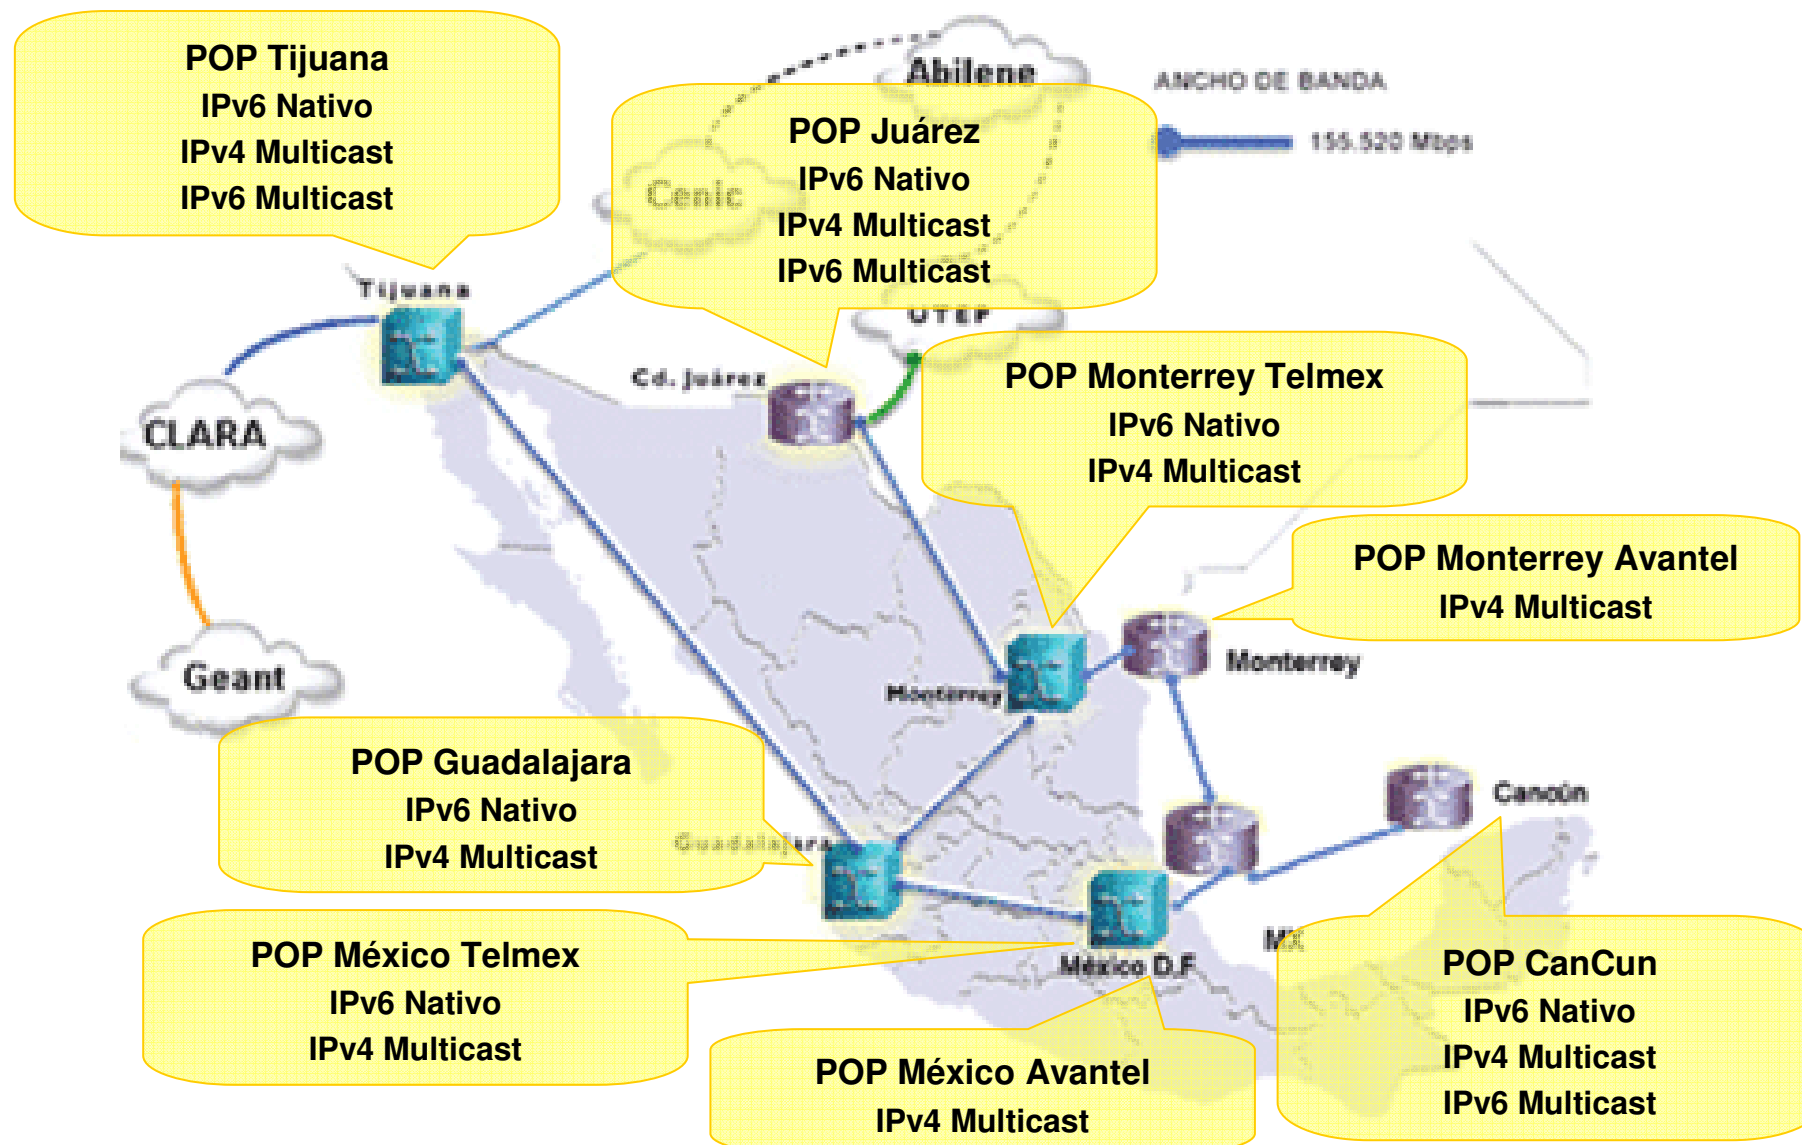 POP Tijuana
IPv6 Nativo
IPv4 Multicast
IPv6 Multicast
Abilene
ANCHO DE BANDA
155.520 Mbps
POP Juárez
IPv6 Nativo
IPv4 Multicast
IPv6 Multicast
Cenic
Tijuana
UTEP
Cd. Juárez
CLARA
POP Monterrey Telmex
IPv6 Nativo
IPv4 Multicast
POP Monterrey Avantel
IPv4 Multicast
Geant
Monterrey
Monterrey
POP Guadalajara
IPv6 Nativo
IPv4 Multicast
Guadalajara
Cancún
POP México Telmex
IPv6 Nativo
IPv4 Multicast
México D.F
POP México Avantel
IPv4 Multicast
POP CanCun
IPv6 Nativo
IPv4 Multicast
IPv6 Multicast